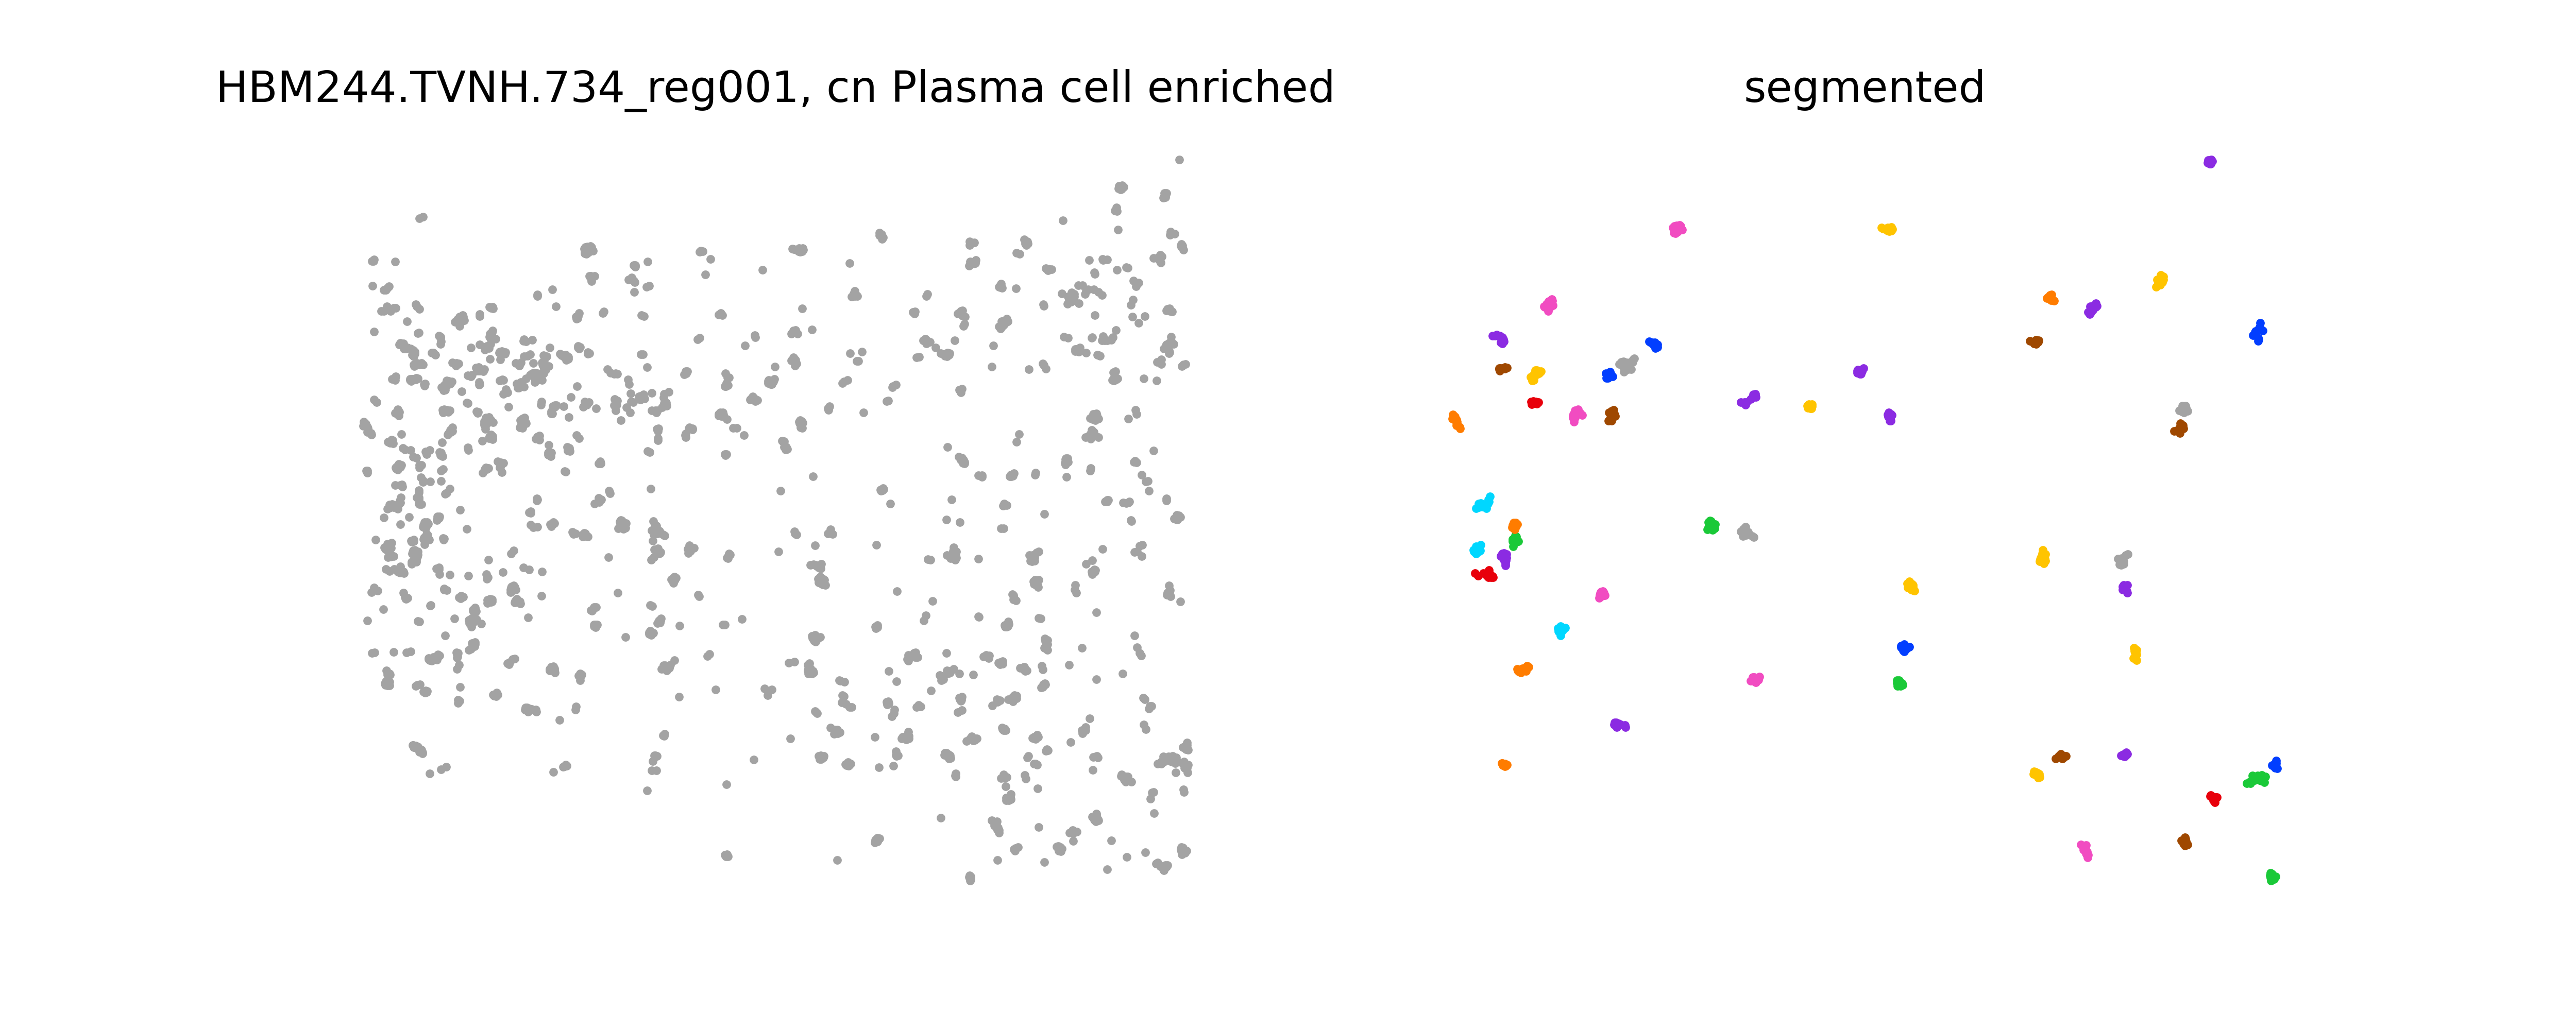 HBM244.TVNH.734_reg001, cn Plasma cell enriched
segmented